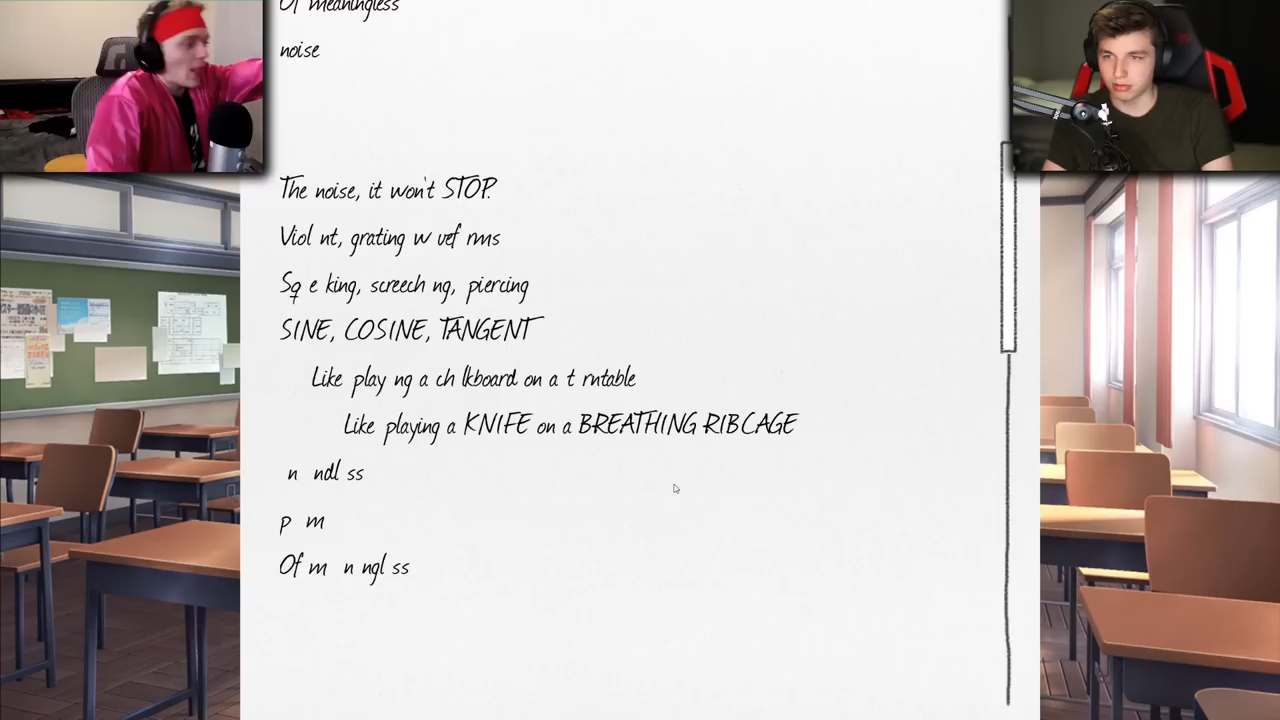 Of meaningless
noise
The noise, it won't STOP.
Viol nt, grating w vef rms
Sq e king, screech ng, piercing
SINE, COSINE, TANGENT
Like play ng a ch lkboard on a t rntable
Like playing a KNIFE on a BREATHING RIBCAGE
n ndl ss
p m
Of m n ngl ss